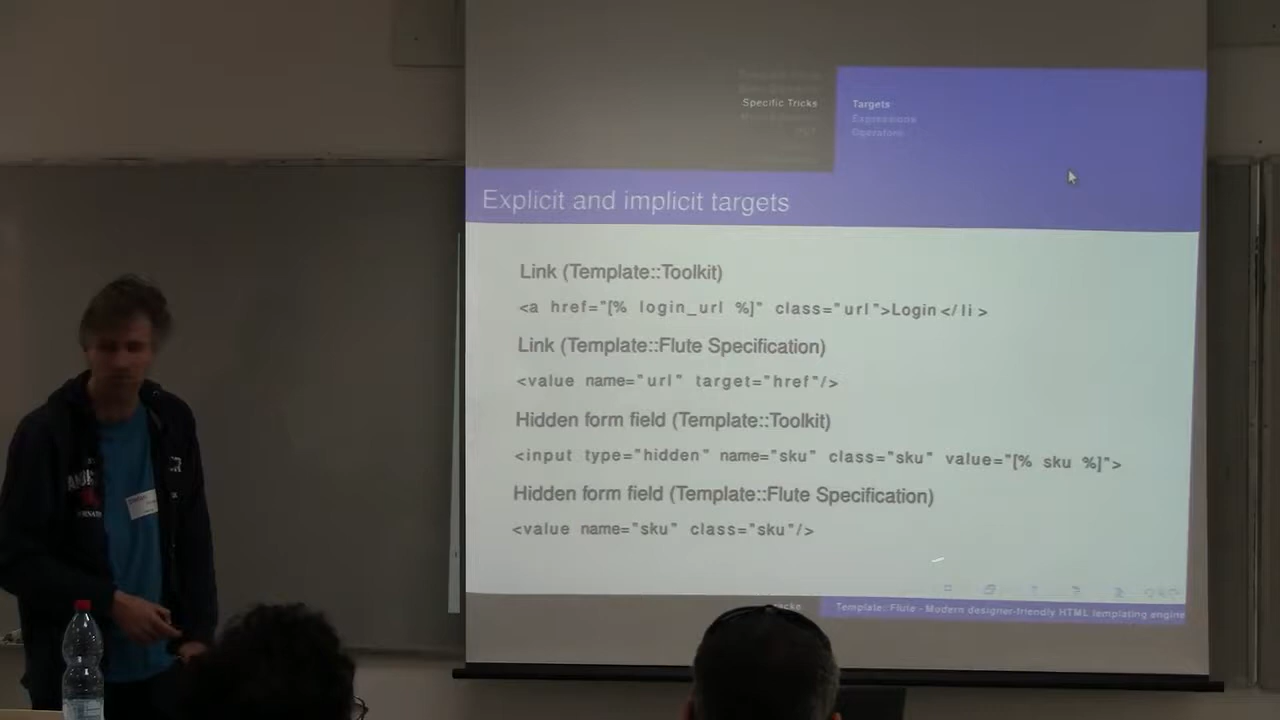 Specific Tricks
Targets
Expressions
Operators
Explicit and implicit targets
Link (Template::Toolkit)
<a href="[% login_url %]" class="url">Login</li>
Link (Template::Flute Specification)
<value name="url" target="href"/>
Hidden form field (Template::Toolkit)
<input type="hidden" name="sku" class="sku" value="[% sku %]">
Hidden form field (Template::Flute Specification)
<value name="sku" class="sku"/>
Template::Flute - Modern designer-friendly HTML templating engine